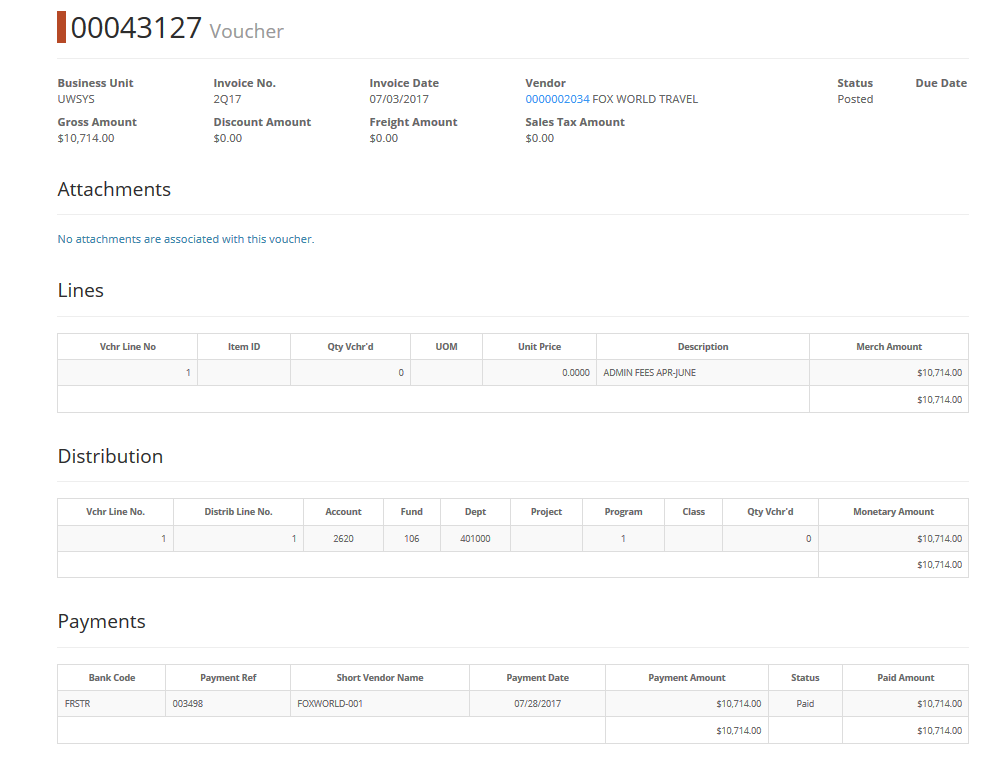 00043127 Voucher
Business Unit Invoice No. Invoice Date Vendor Status Due Date
UWSYS 2Q17 07/03/2017 0000002034 FOX WORLD TRAVEL Posted
Gross Amount Discount Amount Freight Amount Sales Tax Amount
$10,714.00 $0.00 $0.00 $0.00
Attachments
No attachments are associated with this voucher.
Lines
Vchr Line No Item ID Qty Vchr'd UOM Unit Price Description Merch Amount
1 0 0.0000 ADMIN FEES APR-JUNE $10,714.00
$10,714.00
Distribution
Vchr Line No. Distrib Line No. Account Fund Dept Project Program Class Qty Vchr'd Monetary Amount
1 1 2620 106 401000 1 0 $10,714.00
$10,714.00
Payments
Bank Code Payment Ref Short Vendor Name Payment Date Payment Amount Status Paid Amount
FRSTR 003498 FOXWORLD-001 07/28/2017 $10,714.00 Paid $10,714.00
$10,714.00 $10,714.00